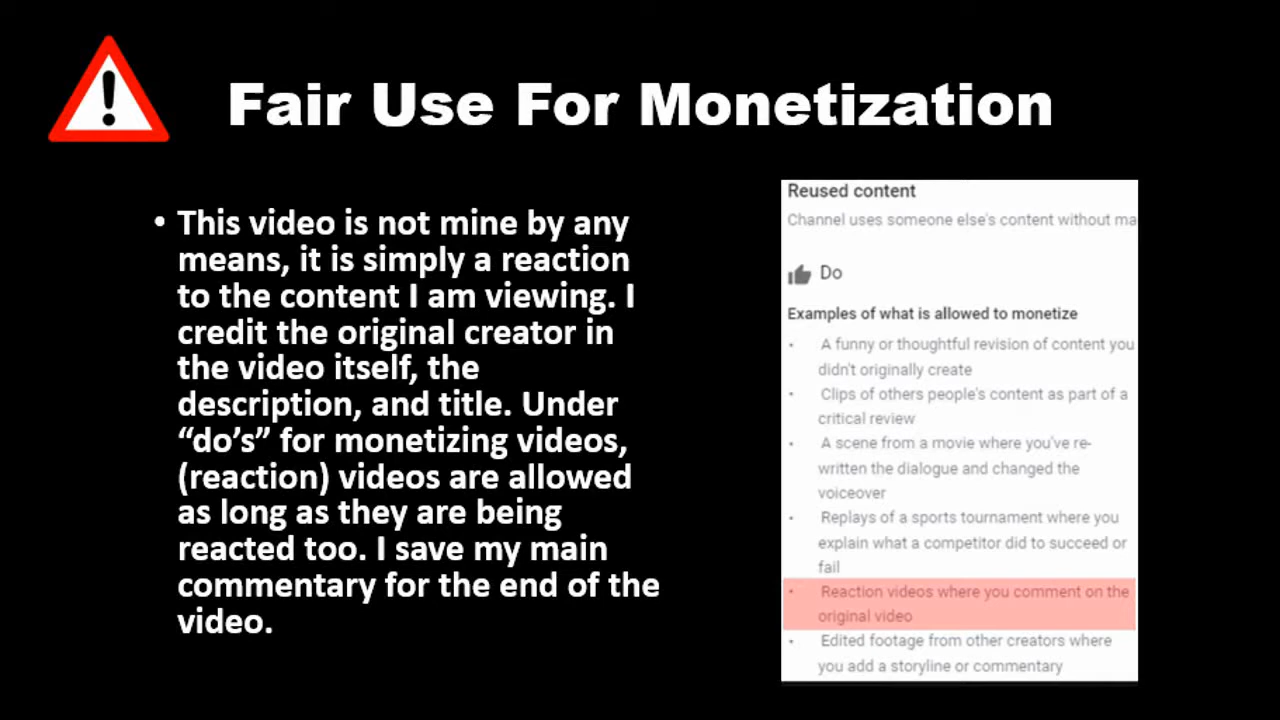 Fair Use For Monetization
• This video is not mine by any
means, it is simply a reaction
to the content I am viewing. I
credit the original creator in
the video itself, the
description, and title. Under
“do’s” for monetizing videos,
(reaction) videos are allowed
as long as they are being
reacted too. I save my main
commentary for the end of the
video.
Reused content
Channel uses someone else's content without ma
Do
Examples of what is allowed to monetize
• A funny or thoughtful revision of content you
didn't originally create
• Clips of others people's content as part of a
critical review
• A scene from a movie where you've re-
written the dialogue and changed the
voiceover
• Replays of a sports tournament where you
explain what a competitor did to succeed or
fail
• Reaction videos where you comment on the
original video
• Edited footage from other creators where
you add a storyline or commentary